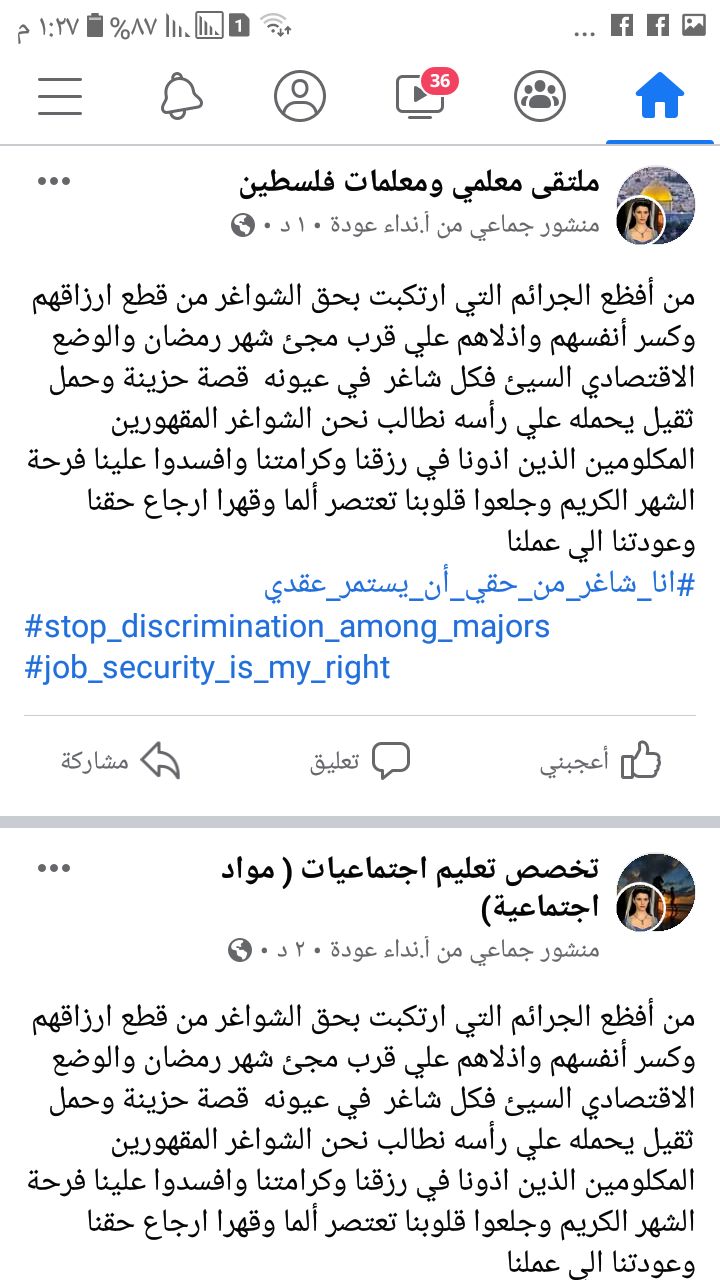 م ١:٢٧ %٨٧ 1
...
36
ملتقى معلمي ومعلمات فلسطين
منشور جماعي من أ.نداء عودة • ١ د •
من أفظع الجرائم التي ارتكبت بحق الشواغر من قطع ارزاقهم
وكسر أنفسهم واذلاهم علي قرب مجئ شهر رمضان والوضع
الاقتصادي السيئ فكل شاغر في عيونه قصة حزينة وحمل
ثقيل يحمله علي رأسه نطالب نحن الشواغر المقهورين
المكلومين الذين اذونا في رزقنا وكرامتنا وافسدوا علينا فرحة
الشهر الكريم وجلعوا قلوبنا تعتصر ألما وقهرا ارجاع حقنا
وعودتنا الي عملنا
#انا_شاغر_من_حقي_أن_يستمر_عقدي
#stop_discrimination_among_majors
#job_security_is_my_right
أعجبني تعليق مشاركة
تخصص تعليم اجتماعيات ( مواد
اجتماعية)
منشور جماعي من أ.نداء عودة • ٢ د •
من أفظع الجرائم التي ارتكبت بحق الشواغر من قطع ارزاقهم
وكسر أنفسهم واذلاهم علي قرب مجئ شهر رمضان والوضع
الاقتصادي السيئ فكل شاغر في عيونه قصة حزينة وحمل
ثقيل يحمله علي رأسه نطالب نحن الشواغر المقهورين
المكلومين الذين اذونا في رزقنا وكرامتنا وافسدوا علينا فرحة
الشهر الكريم وجلعوا قلوبنا تعتصر ألما وقهرا ارجاع حقنا
وعودتنا الي عملنا